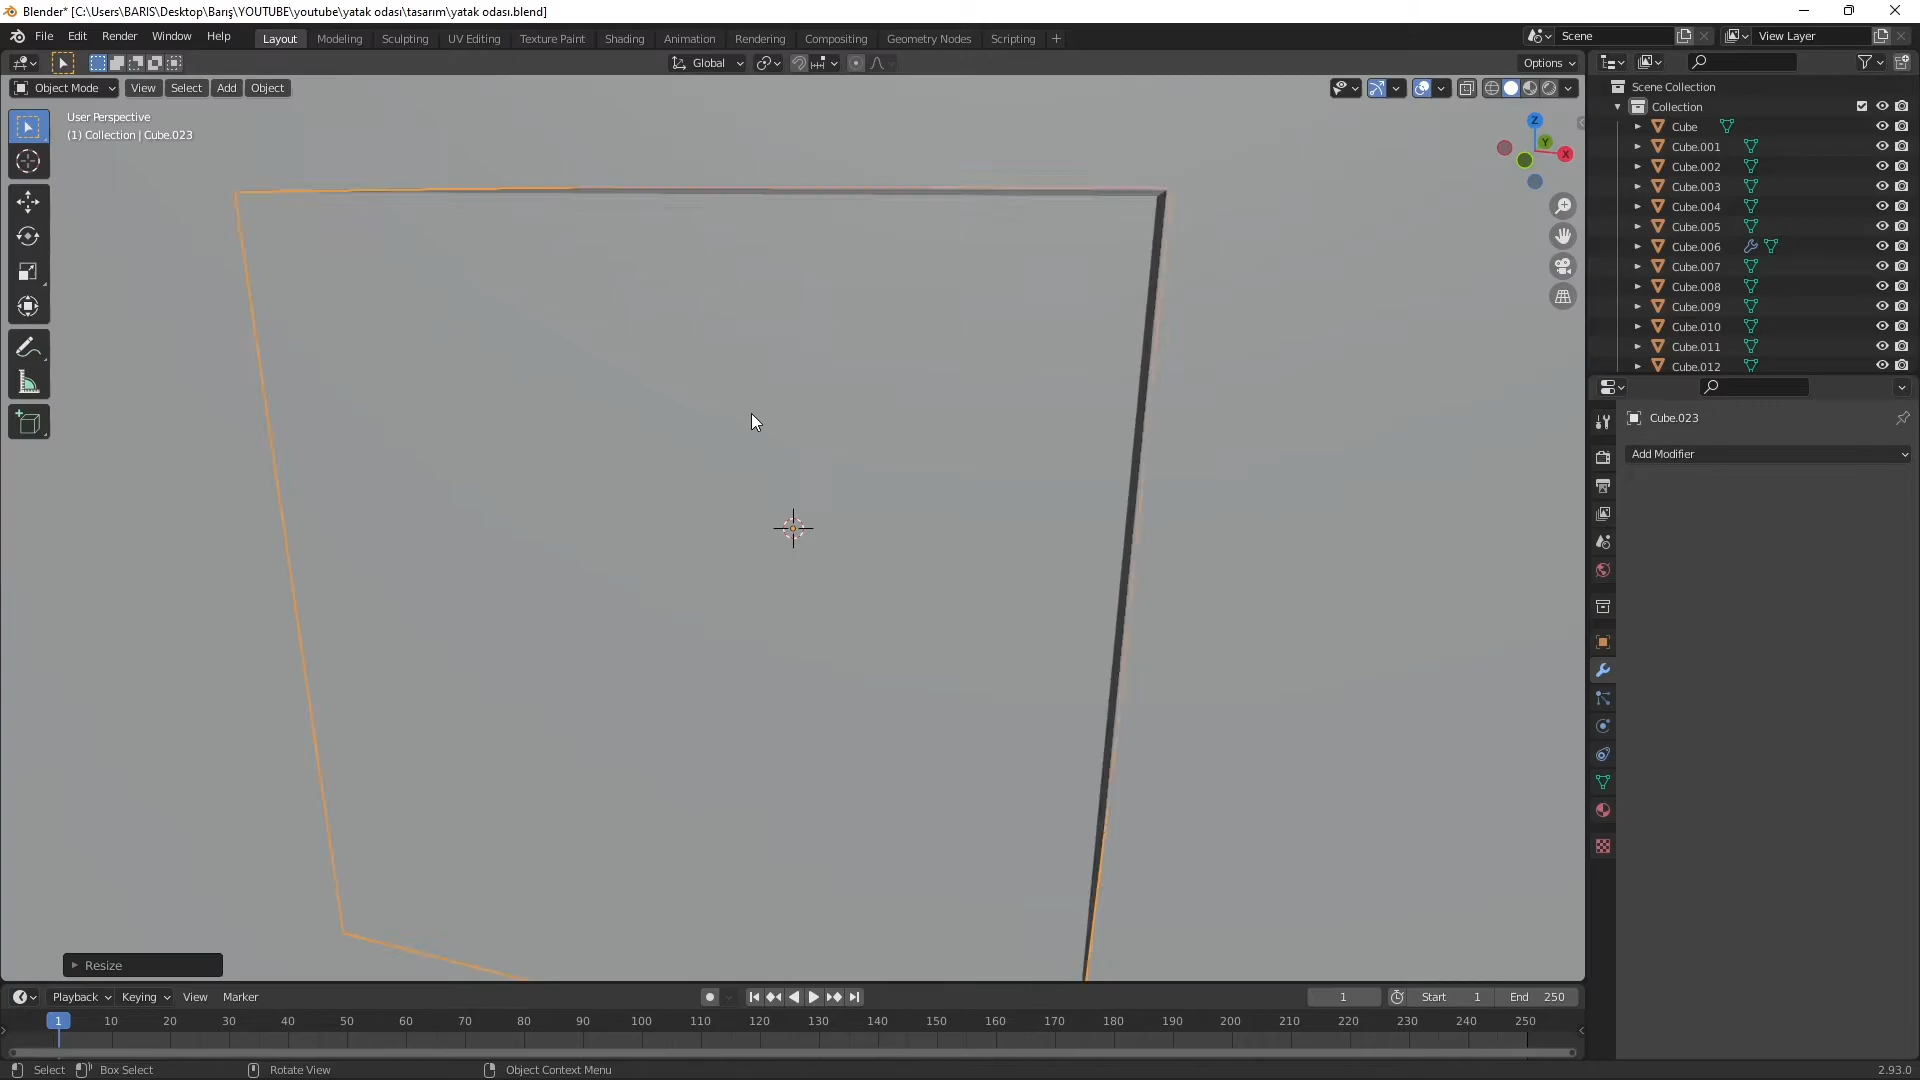 Blender* [C:\Users\BARIS\Desktop\Barış\YOUTUBE\youtube\yatak odası\tasarım\yatak odası.blend]
File Edit Render Window Help
Layout Modeling Sculpting UV Editing Texture Paint Shading Animation Rendering Compositing Geometry Nodes Scripting +
Scene
View Layer
Global
Options
Object Mode View Select Add Object
User Perspective
(1) Collection | Cube.023
Z
Y
X
Scene Collection
Collection
Cube
Cube.001
Cube.002
Cube.003
Cube.004
Cube.005
Cube.006
Cube.007
Cube.008
Cube.009
Cube.010
Cube.011
Cube.012
Cube.023
Add Modifier
Resize
Playback Keying View Marker
1
Start 1
End 250
1 10 20 30 40 50 60 70 80 90 100 110 120 130 140 150 160 170 180 190 200 210 220 230 240 250
Select Box Select Rotate View Object Context Menu
2.93.0